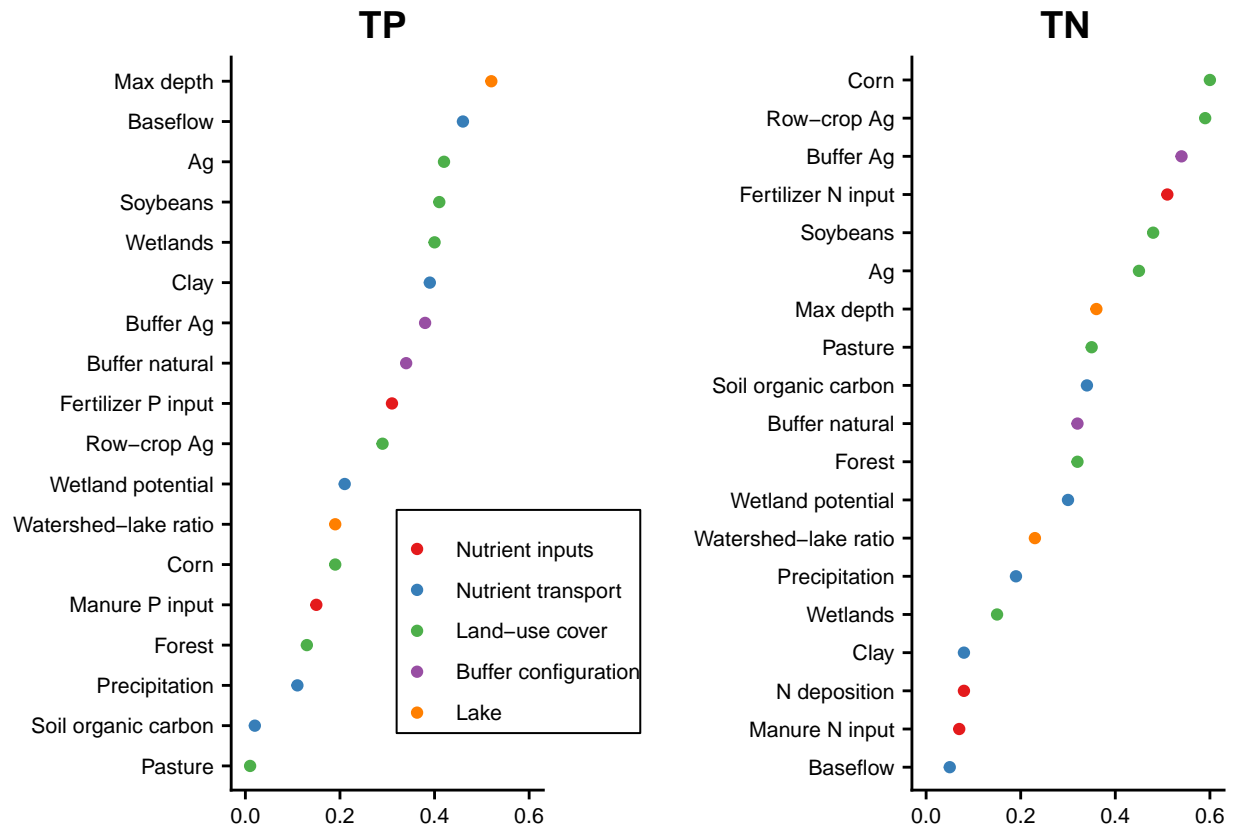 TP
Max depth
Baseflow
Ag
Soybeans
Wetlands
Clay
Buffer Ag
Buffer natural
Fertilizer P input
Row−crop Ag
Wetland potential
Watershed−lake ratio
Corn
Manure P input
Forest
Precipitation
Soil organic carbon
Pasture
0.0 0.2 0.4 0.6
Nutrient inputs
Nutrient transport
Land−use cover
Buffer configuration
Lake
TN
Corn
Row−crop Ag
Buffer Ag
Fertilizer N input
Soybeans
Ag
Max depth
Pasture
Soil organic carbon
Buffer natural
Forest
Wetland potential
Watershed−lake ratio
Precipitation
Wetlands
Clay
N deposition
Manure N input
Baseflow
0.0 0.2 0.4 0.6